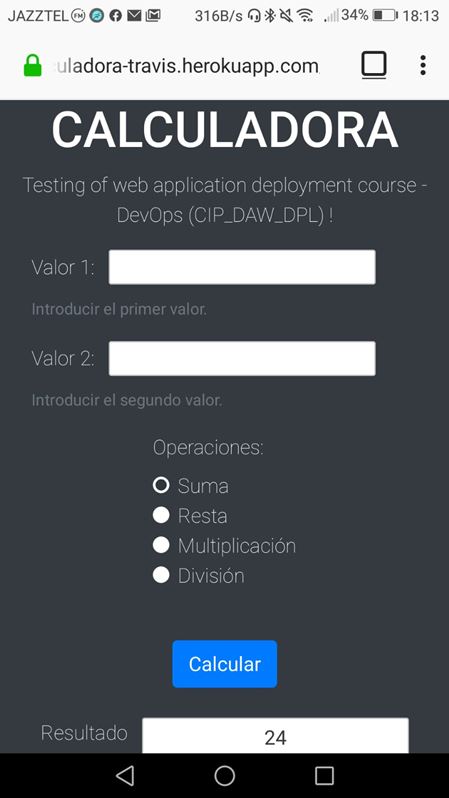 JAZZTEL FM 316B/s 34% 18:13
uladora-travis.herokuapp.com
CALCULADORA
Testing of web application deployment course -
DevOps (CIP_DAW_DPL) !
Valor 1:
Introducir el primer valor.
Valor 2:
Introducir el segundo valor.
Operaciones:
Suma
Resta
Multiplicación
División
Calcular
Resultado 24